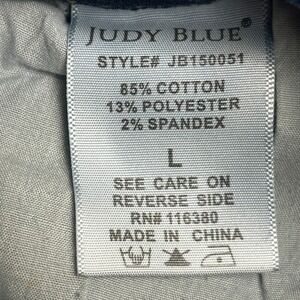 JUDY BLUE®
STYLE# JB150051
85% COTTON
13% POLYESTER
2% SPANDEX
L
SEE CARE ON
REVERSE SIDE
RN# 116380
MADE IN CHINA